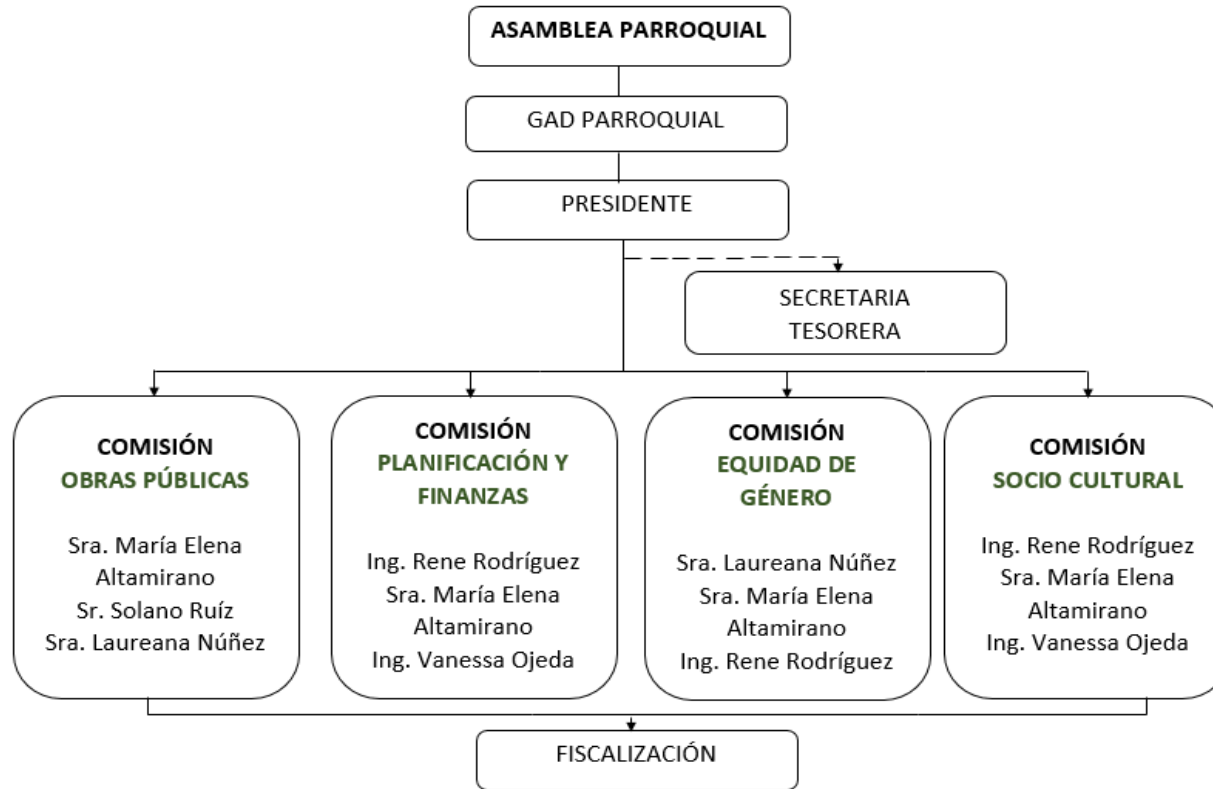 ASAMBLEA PARROQUIAL
GAD PARROQUIAL
PRESIDENTE
SECRETARIA
TESORERA
COMISIÓN
OBRAS PÚBLICAS
Sra. María Elena
Altamirano
Sr. Solano Ruíz
Sra. Laureana Núñez
COMISIÓN
PLANIFICACIÓN Y
FINANZAS
Ing. Rene Rodríguez
Sra. María Elena
Altamirano
Ing. Vanessa Ojeda
COMISIÓN
EQUIDAD DE
GÉNERO
Sra. Laureana Núñez
Sra. María Elena
Altamirano
Ing. Rene Rodríguez
COMISIÓN
SOCIO CULTURAL
Ing. Rene Rodríguez
Sra. María Elena
Altamirano
Ing. Vanessa Ojeda
FISCALIZACIÓN